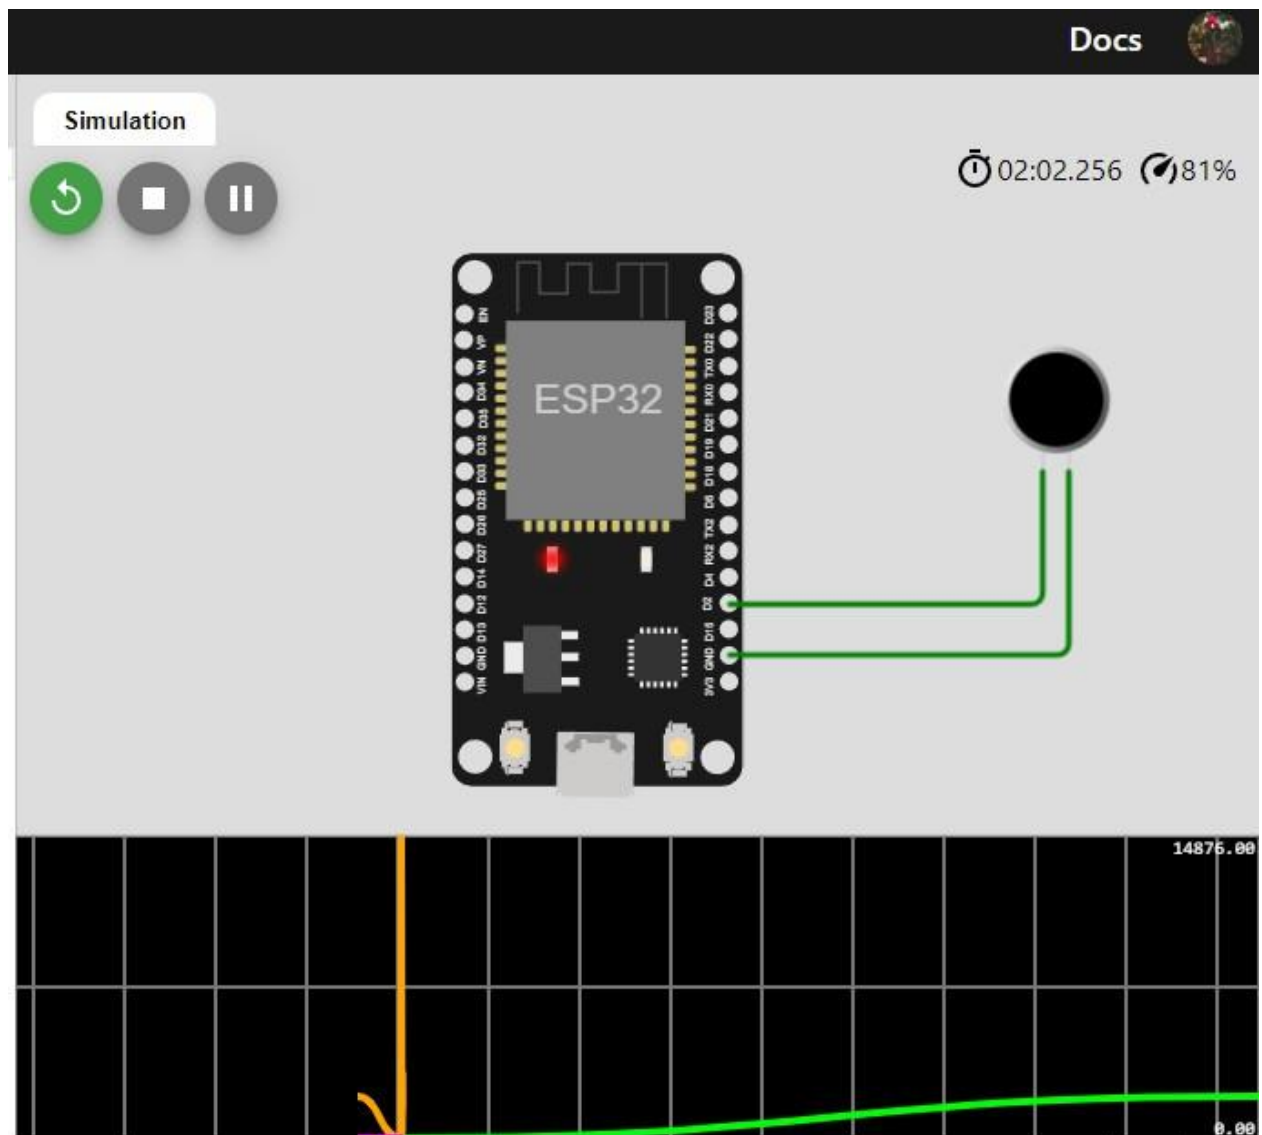 Docs
Simulation
02:02.256 81%
ESP32
EN
VP
VN
D34
D35
D32
D33
D25
D26
D27
D14
D12
D13
GND
VIN
D23
D22
TX0
RX0
D21
D19
D18
D5
TX2
RX2
D4
D2
D15
GND
3V3
14876.00
0.00